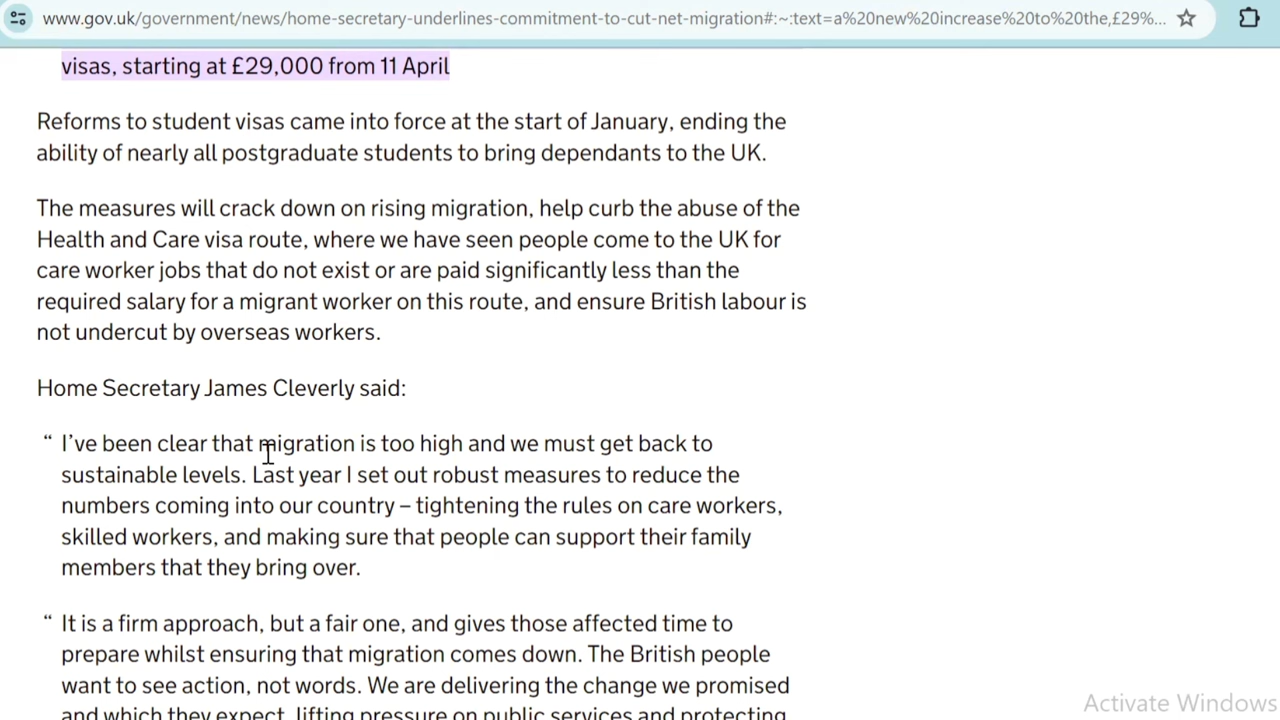 www.gov.uk/government/news/home-secretary-underlines-commitment-to-cut-net-migration#:~:text=a%20new%20increase%20to%20the,£29%...
visas, starting at £29,000 from 11 April
Reforms to student visas came into force at the start of January, ending the
ability of nearly all postgraduate students to bring dependants to the UK.
The measures will crack down on rising migration, help curb the abuse of the
Health and Care visa route, where we have seen people come to the UK for
care worker jobs that do not exist or are paid significantly less than the
required salary for a migrant worker on this route, and ensure British labour is
not undercut by overseas workers.
Home Secretary James Cleverly said:
“ I’ve been clear that migration is too high and we must get back to
sustainable levels. Last year I set out robust measures to reduce the
numbers coming into our country – tightening the rules on care workers,
skilled workers, and making sure that people can support their family
members that they bring over.
“ It is a firm approach, but a fair one, and gives those affected time to
prepare whilst ensuring that migration comes down. The British people
want to see action, not words. We are delivering the change we promised
and which they expect, lifting pressure on public services and protecting
Activate Windows